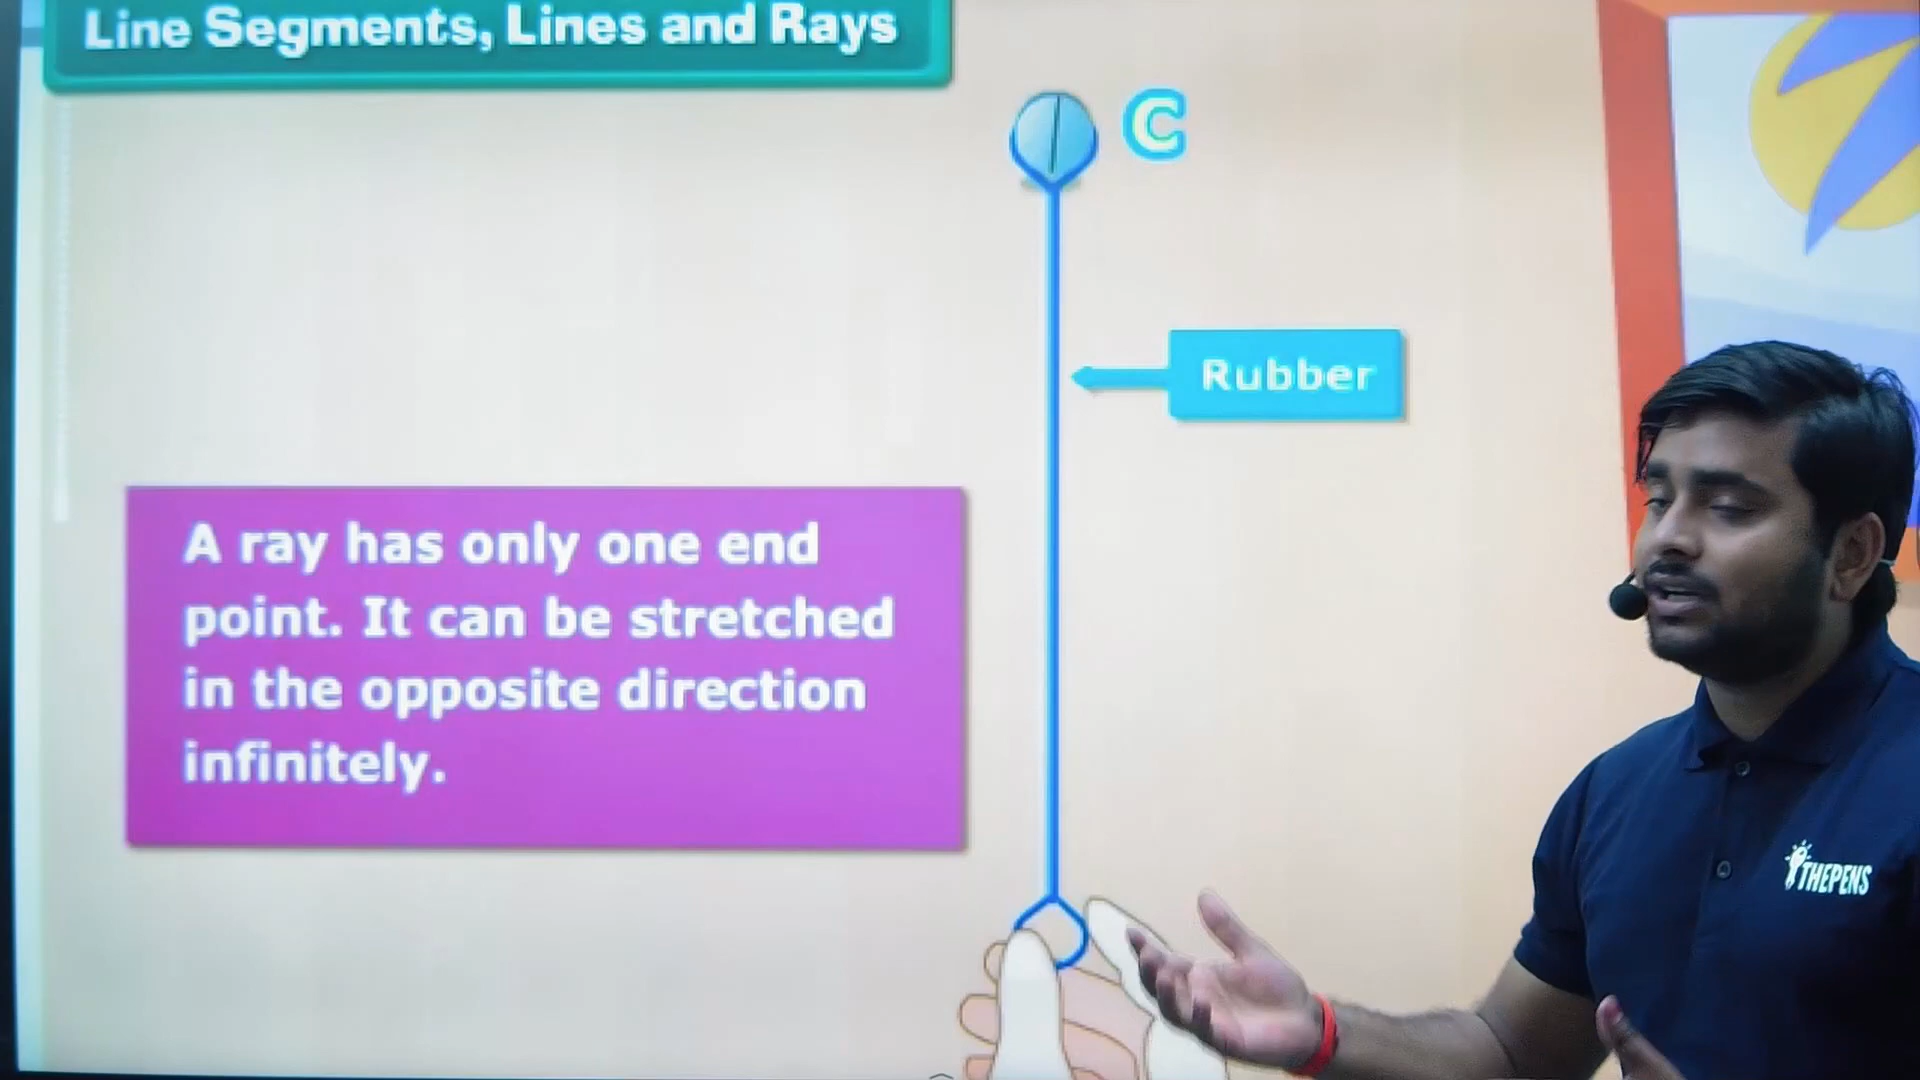 Line Segments, Lines and Rays
C
Rubber
A ray has only one end
point. It can be stretched
in the opposite direction
infinitely.
THEPENS